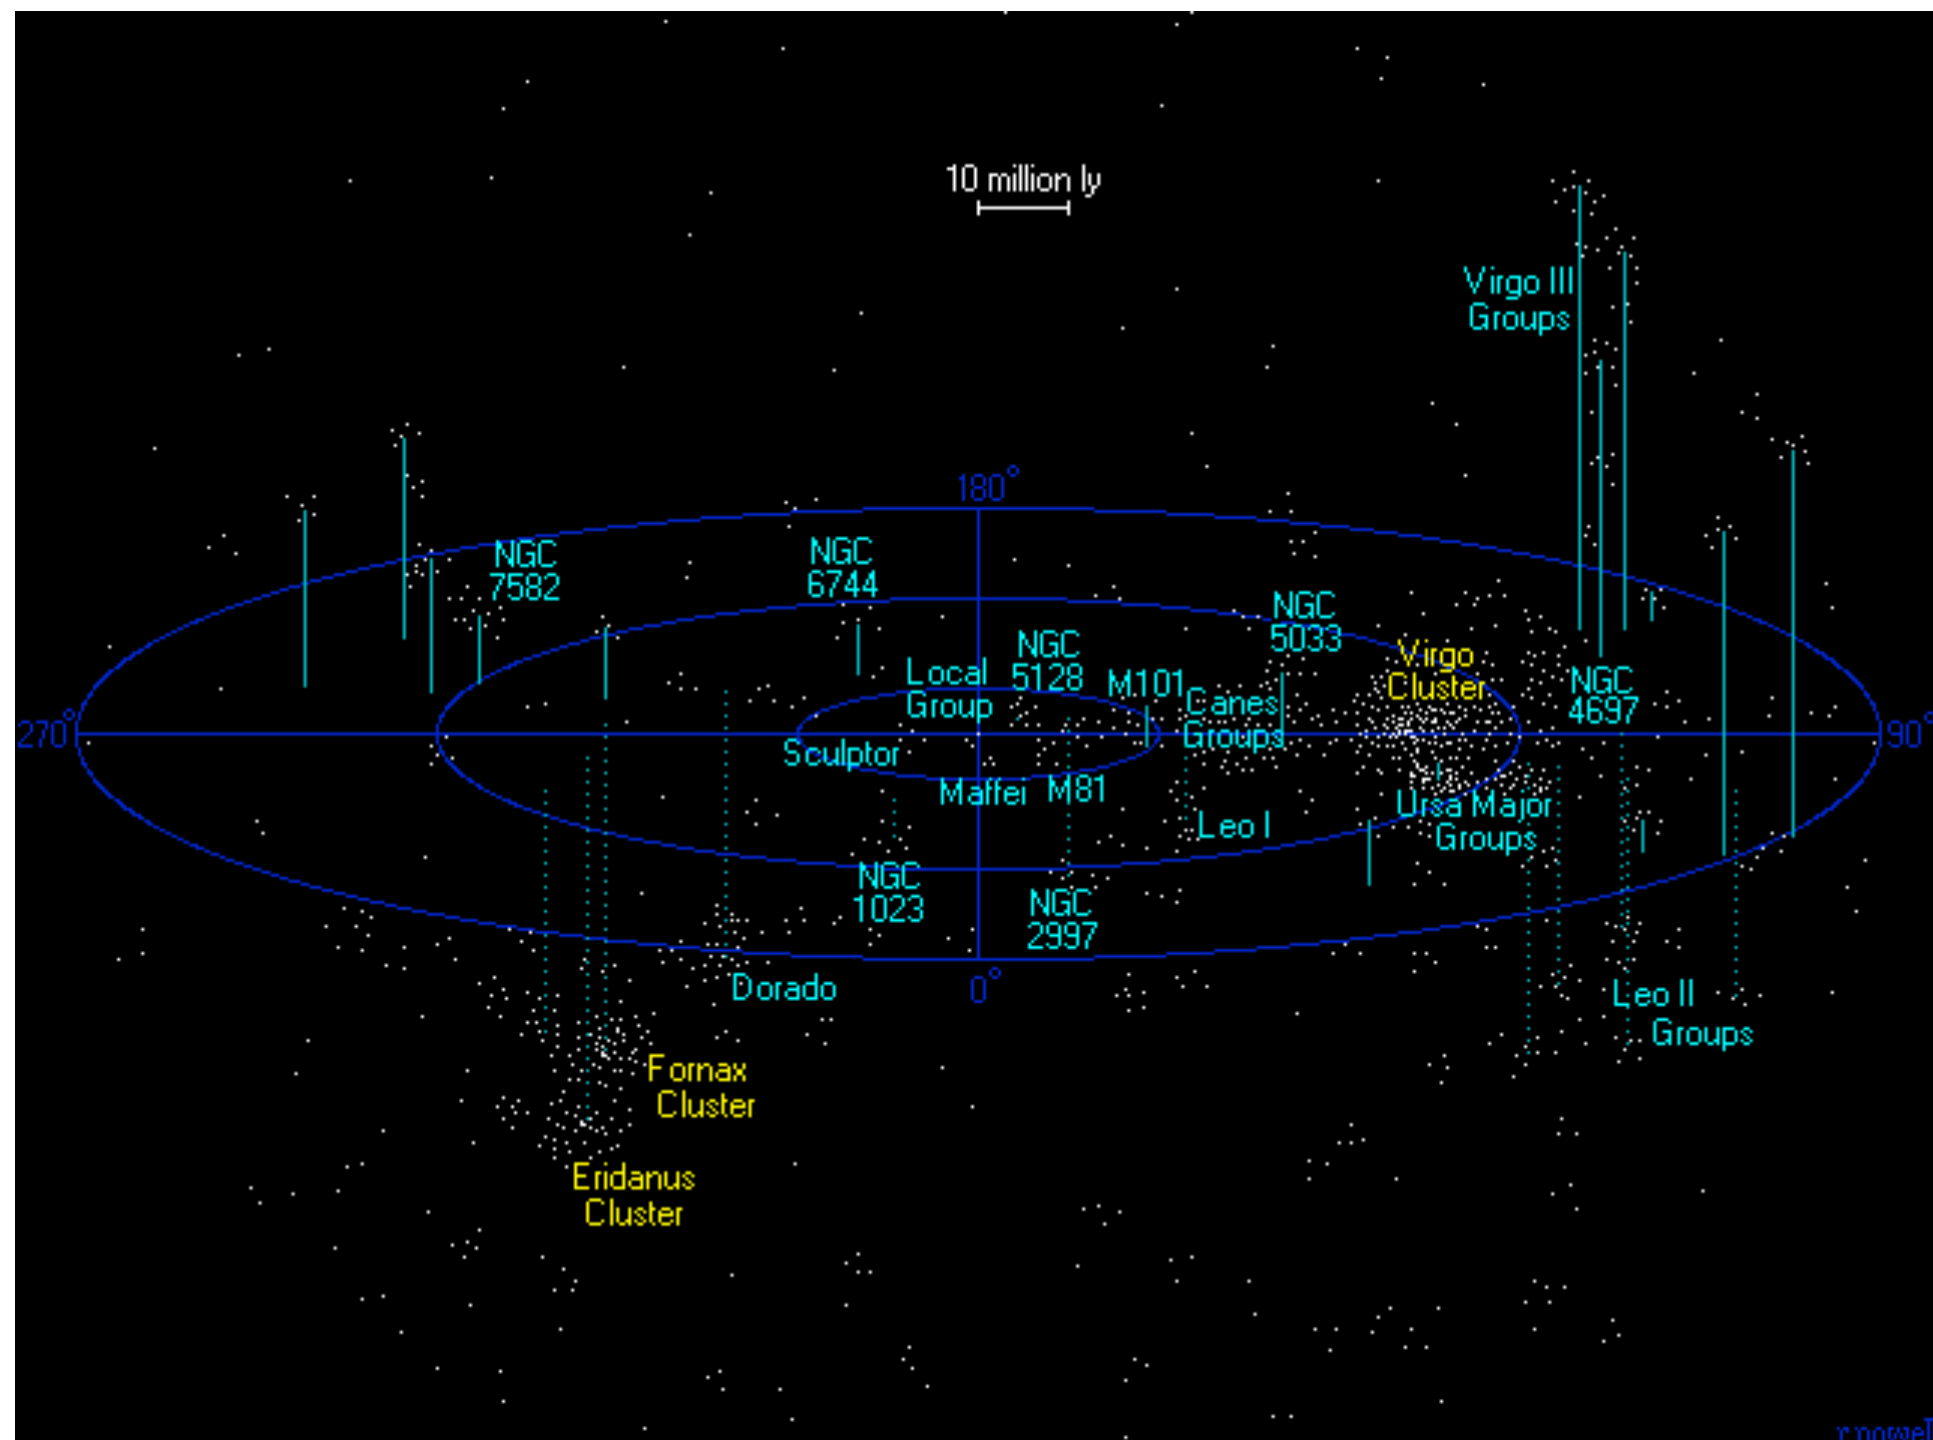 10 million ly
Virgo III
Groups
180°
NGC
7582
NGC
6744
NGC
5033
NGC
5128
Local
Group
M101
Virgo
Cluster
NGC
4697
Canes
Groups
270°
90°
Sculptor
Maffei
M81
Leo I
Ursa Major
Groups
NGC
1023
NGC
2997
Dorado
0°
Leo II
Groups
Fornax
Cluster
Eridanus
Cluster